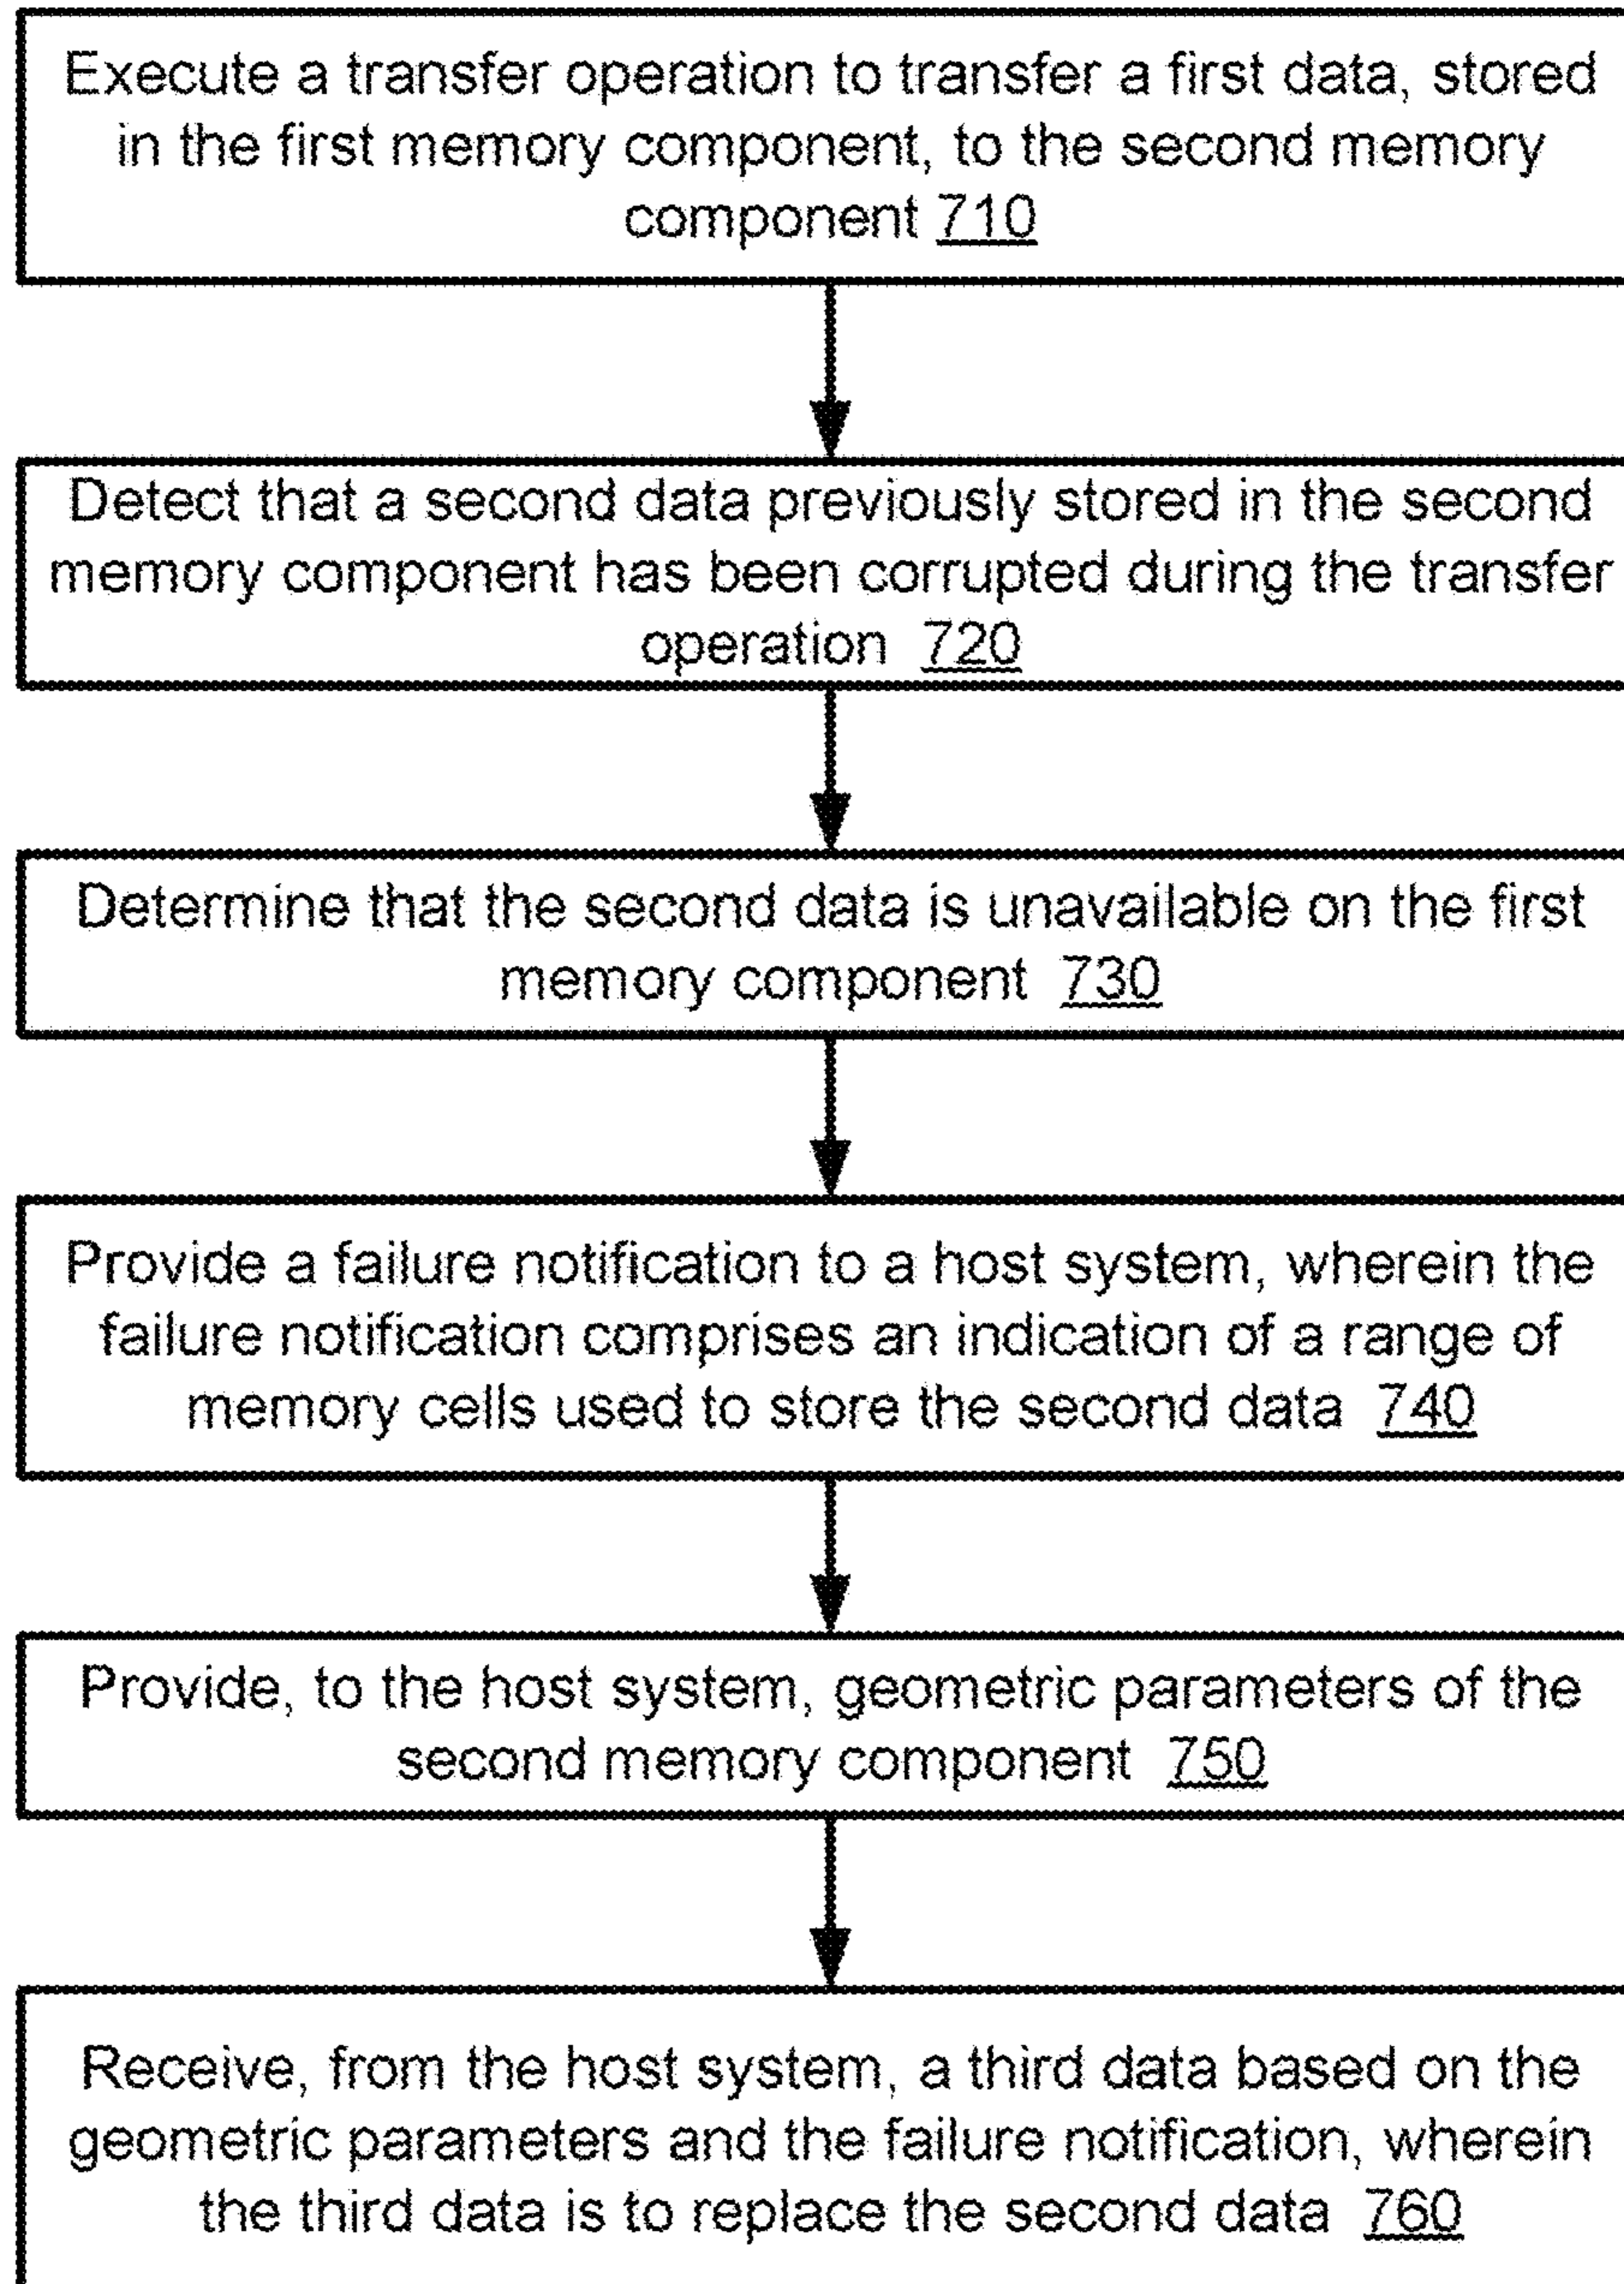 Execute a transfer operation to transfer a first data, stored
in the first memory component, to the second memory
component 710
Detect that a second data previously stored in the second
memory component has been corrupted during the transfer
operation 720
Determine that the second data is unavailable on the first
memory component 730
Provide a failure notification to a host system, wherein the
failure notification comprises an indication of a range of
memory cells used to store the second data 740
Provide, to the host system, geometric parameters of the
second memory component 750
Receive, from the host system, a third data based on the
geometric parameters and the failure notification, wherein
the third data is to replace the second data 760